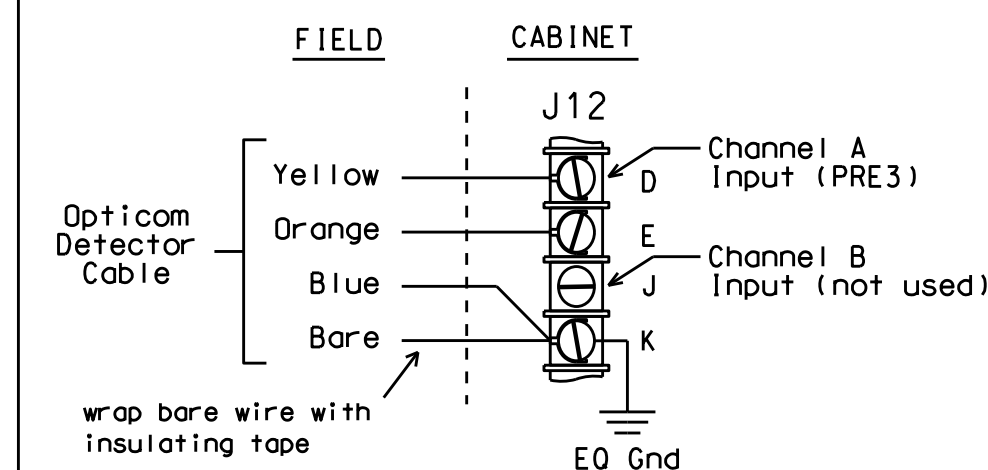 FIELD
CABINET
J12
Opticom
Detector
Cable
Yellow
Orange
Blue
Bare
D
E
J
K
Channel A
Input (PRE3)
Channel B
Input (not used)
wrap bare wire with
insulating tape
EQ Gnd